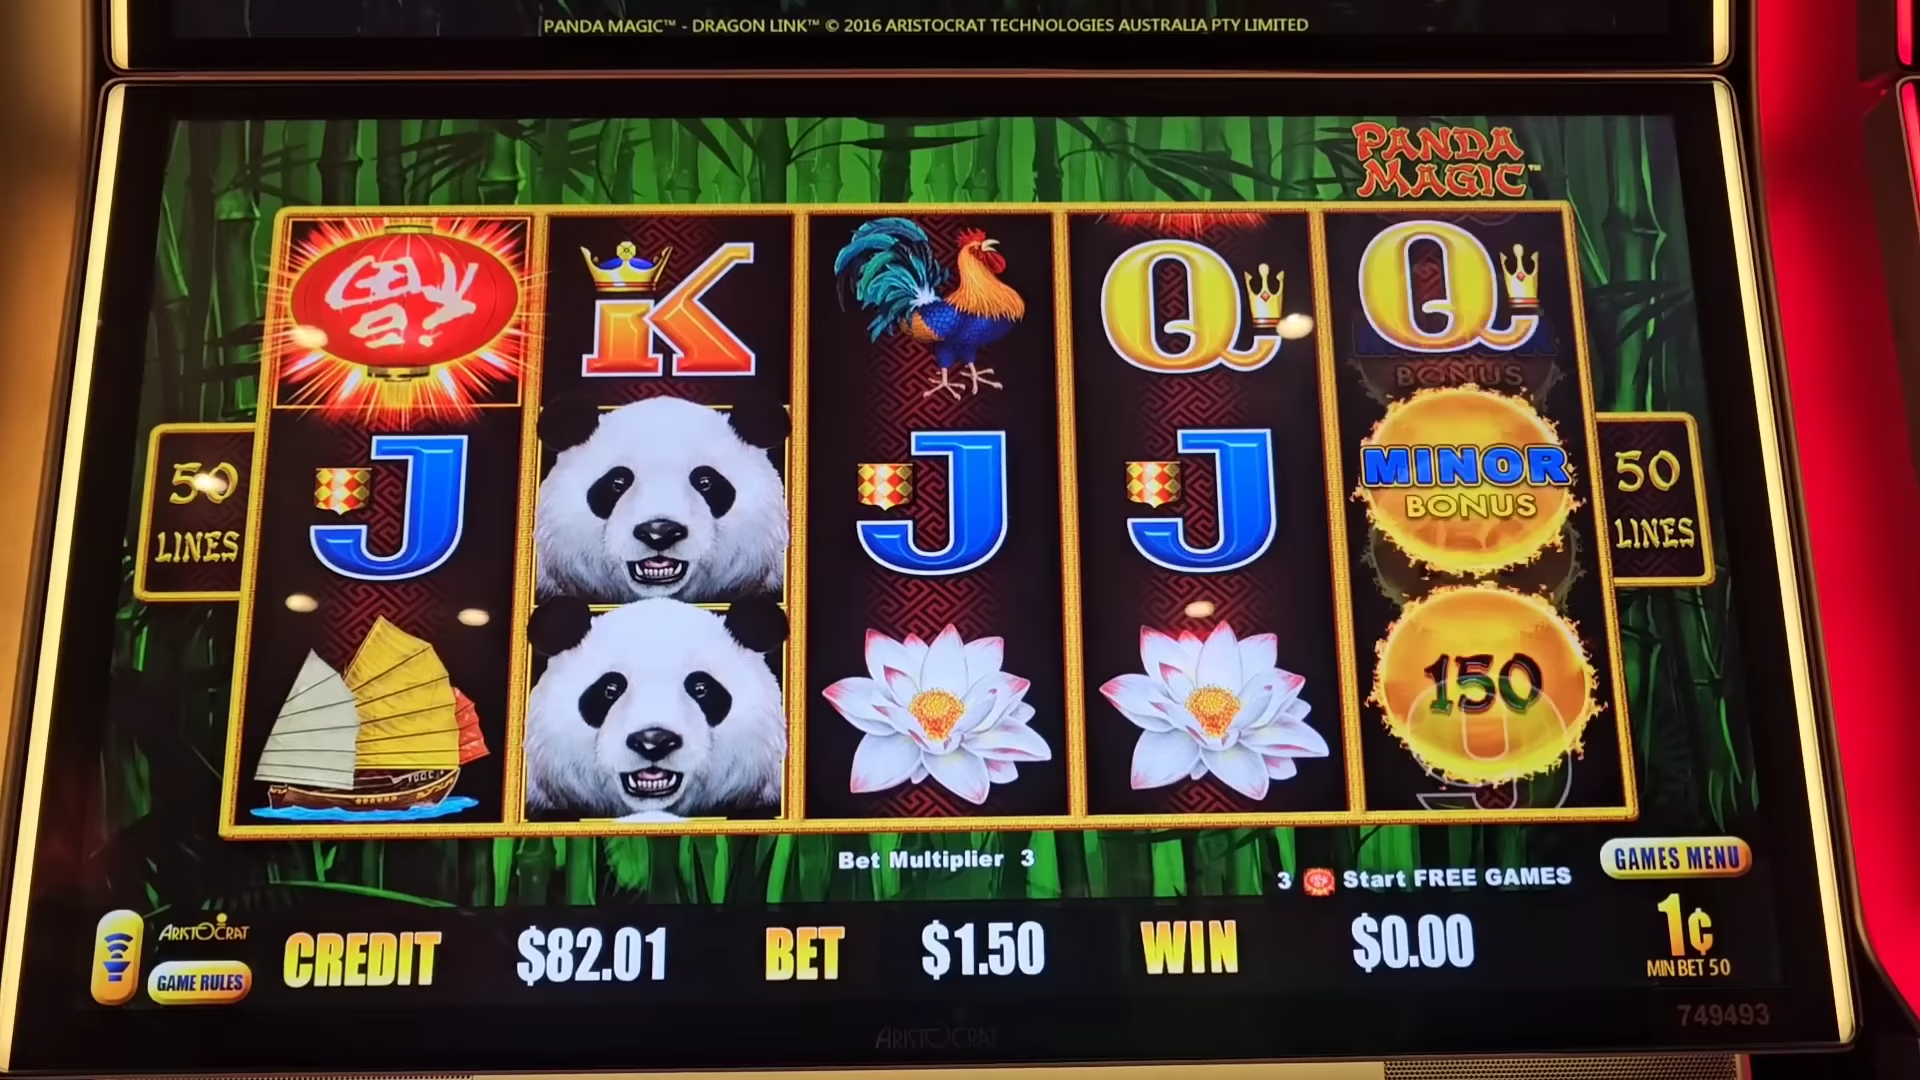 PANDA MAGIC™ - DRAGON LINK™ © 2016 ARISTOCRAT TECHNOLOGIES AUSTRALIA PTY LIMITED
PANDA
MAGIC™
K
Q
Q
BONUS
50
LINES
J
J
J
MINOR
BONUS
50
LINES
150
Bet Multiplier 3
3 Start FREE GAMES
GAMES MENU
ARISTOCRAT
GAME RULES
CREDIT $82.01 BET $1.50 WIN $0.00
1¢
MIN BET 50
749493
ARISTOCRAT